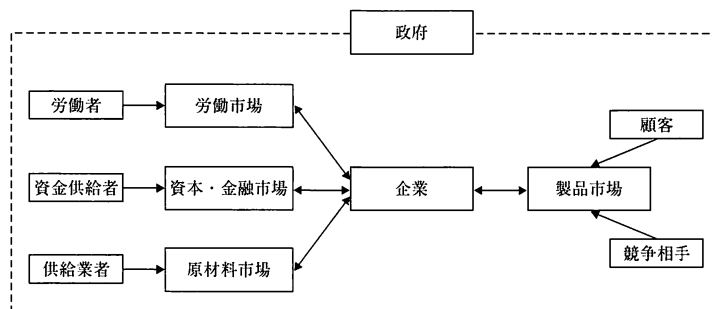 政府
労働者
労働市場
顧客
資金供給者
資本・金融市場
企業
製品市場
供給業者
原材料市場
競争相手